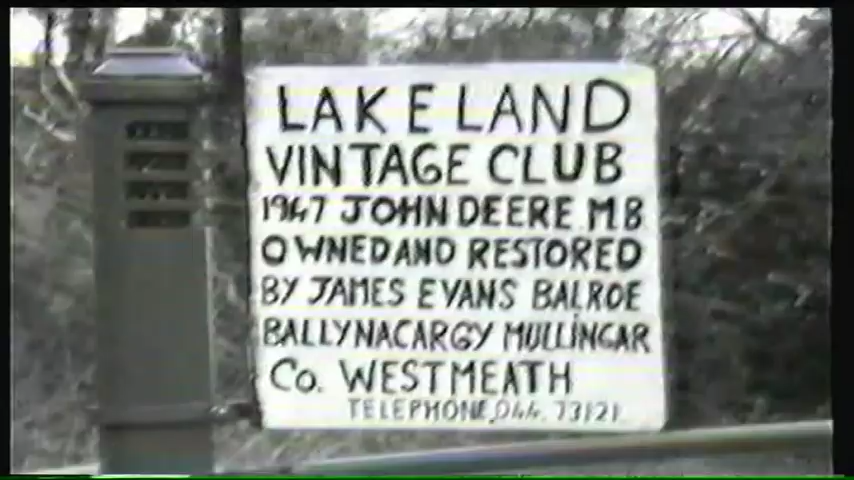 LAKELAND
VINTAGE CLUB
1947 JOHN DEERE M.B
OWNED AND RESTORED
BY JAMES EVANS BALROE
BALLYNACARGY MULLINGAR
Co. WESTMEATH
TELEPHONE, 044. 73121